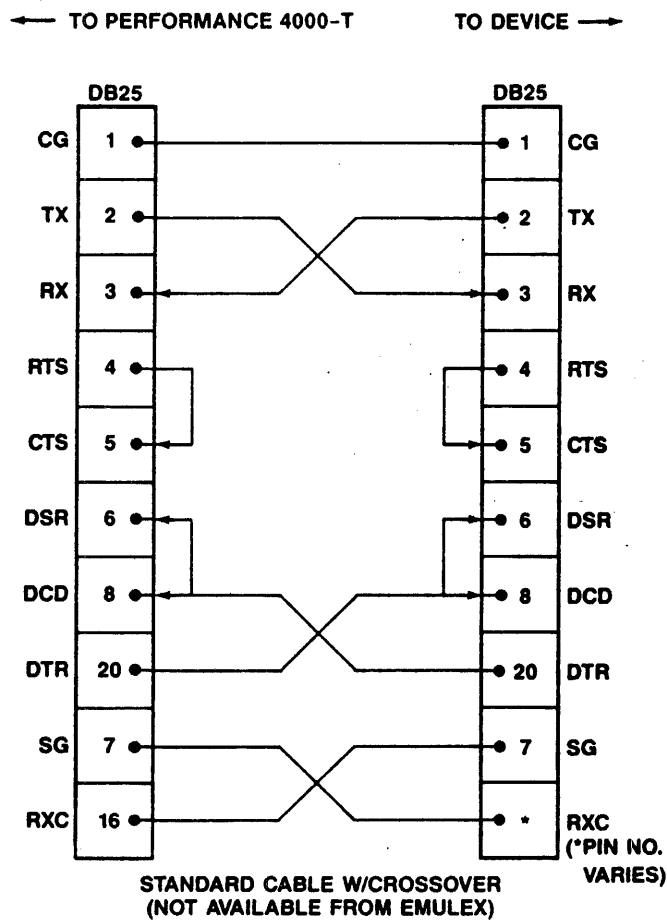 TO PERFORMANCE 4000-T TO DEVICE
DB25 DB25
CG 1 1 CG
TX 2 2 TX
RX 3 3 RX
RTS 4 4 RTS
CTS 5 5 CTS
DSR 6 6 DSR
DCD 8 8 DCD
DTR 20 20 DTR
SG 7 7 SG
RXC 16 * RXC
(*PIN NO.
VARIES)
STANDARD CABLE W/CROSSOVER
(NOT AVAILABLE FROM EMULEX)